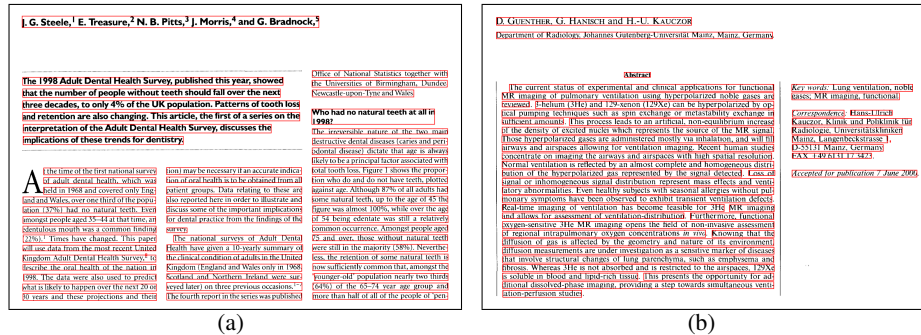 J. G. Steele,¹ E. Treasure,² N. B. Pitts,³ J. Morris,⁴ and G. Bradnock,⁵
The 1998 Adult Dental Health Survey, published this year, showed
that the number of people without teeth should fall over the next
three decades, to only 4% of the UK population. Patterns of tooth loss
and retention are also changing. This article, the first of a series on the
interpretation of the Adult Dental Health Survey, discusses the
implications of these trends for dentistry.
At the time of the first national survey
of adult dental health, which was
held in 1968 and covered only Eng-
land and Wales, over one third of the popu-
lation (37%) had no natural teeth. Even
amongst people aged 35–44 at that time, an
edentulous mouth was a common finding
(22%).¹ Times have changed. This paper
will use data from the most recent United
Kingdom Adult Dental Health Survey,² to
describe the oral health of the nation in
1998. The data were also used to predict
what is likely to happen over the next 20 or
30 years and these projections and their
tion) may be necessary if an accurate indica-
tion of oral health is to be obtained from all
patient groups. Data relating to these are
also reported here in order to illustrate and
discuss some of the important implications
for dental practice from the findings of the
survey.
The national surveys of Adult Dental
Health have given a 10-yearly summary of
the clinical condition of adults in the United
Kingdom (England and Wales only in 1968,
Scotland and Northern Ireland were sur-
veyed later) on three previous occasions.
The fourth report in the series was published
Office of National Statistics together with
the Universities of Birmingham, Dundee,
Newcastle-upon-Tyne and Wales.
Who had no natural teeth at all in
1998?
The irreversible nature of the two main
destructive dental diseases (caries and peri-
odontal disease) dictate that age is always
likely to be a principal factor associated with
total tooth loss. Figure 1 shows the propor-
tion who do and do not have teeth, plotted
against age. Although 87% of all adults had
some natural teeth, up to the age of 45 the
figure was almost 100%, while over the age
of 54 being edentate was still a relatively
common occurrence. Amongst people aged
75 and over, those without natural teeth
were still in the majority (58%). Neverthe-
less, the retention of some natural teeth is
now sufficiently common that, amongst the
'younger-old' population nearly two thirds
(64%) of the 65–74 year age group and
more than half of all of the people of 'pen-
(a)
D. GUENTHER, G. HANISCH and H.-U. KAUCZOR
Department of Radiology, Johannes Gutenberg-Universität Mainz, Mainz, Germany
Abstract
The current status of experimental and clinical applications for functional
MR imaging of pulmonary ventilation using hyperpolarized noble gases are
reviewed. 3-helium (3He) and 129-xenon (129Xe) can be hyperpolarized by op-
tical pumping techniques such as spin exchange or metastability exchange in
sufficient amounts. This process leads to an artificial, non-equilibrium increase
of the density of excited nuclei which represents the source of the MR signal.
Those hyperpolarized gases are administered mostly via inhalation, and will fill
airways and airspaces allowing for ventilation imaging. Recent human studies
concentrate on imaging the airways and airspaces with high spatial resolution.
Normal ventilation is reflected by an almost complete and homogeneous distri-
bution of the hyperpolarized gas represented by the signal detected. Loss of
signal or inhomogeneous signal distribution represent mass effects and venti-
latory abnormalities. Even healthy subjects with seasonal allergies without pul-
monary symptoms have been observed to exhibit transient ventilation defects.
Real-time imaging of ventilation has become feasible for 3He MR imaging
and allows for assessment of ventilation-distribution. Furthermore, functional
oxygen-sensitive 3He MR imaging opens the field of non-invasive assessment
of regional intrapulmonary oxygen concentrations in vivo. Knowing that the
diffusion of gas is affected by the geometry and nature of its environment,
diffusion measurements are under investigation as a sensitive marker of diseases
that involve structural changes of lung parenchyma, such as emphysema and
fibrosis. Whereas 3He is not absorbed and is restricted to the airspaces, 129Xe
is soluble in blood and lipid-rich tissue. This presents the opportunity for ad-
ditional dissolved-phase imaging, providing a step towards simultaneous venti-
lation-perfusion studies.
Key words: Lung ventilation, noble
gases; MR imaging, functional.
Correspondence: Hans-Ulrich
Kauczor, Klinik und Poliklinik für
Radiologie, Universitätskliniken
Mainz, Langenbeckstrasse 1,
D-55131 Mainz, Germany.
FAX +49 6131 17 3423.
Accepted for publication 7 June 2000.
(b)